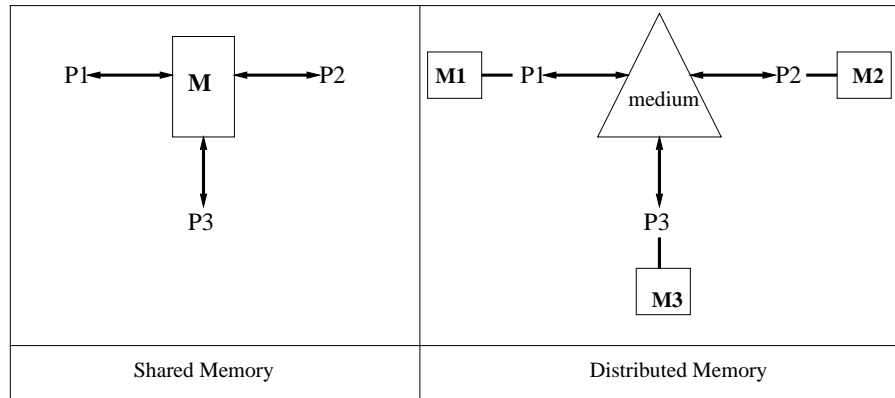 P1
M
P2
P3
Shared Memory
M1
P1
medium
P2
M2
P3
M3
Distributed Memory